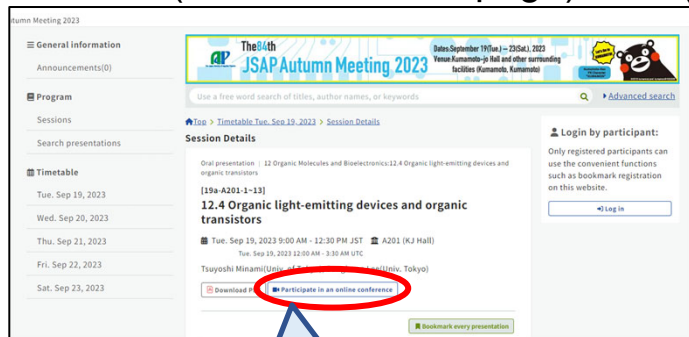 Autumn Meeting 2023
General information
Announcements(0)
Program
Sessions
Search presentations
Timetable
Tue. Sep 19, 2023
Wed. Sep 20, 2023
Thu. Sep 21, 2023
Fri. Sep 22, 2023
Sat. Sep 23, 2023
The84th
JSAP Autumn Meeting 2023
Dates:September 19(Tue.) – 23(Sat.), 2023
Venue:Kumamoto-jo Hall and other surrounding
facilities (Kumamoto, Kumamoto)
Use a free word search of titles, author names, or keywords
Advanced search
Top > Timetable Tue. Sep 19, 2023 > Session Details
Session Details
Oral presentation | 12 Organic Molecules and Bioelectronics:12.4 Organic light-emitting devices and
organic transistors
[19a-A201-1~13]
12.4 Organic light-emitting devices and organic
transistors
Tue. Sep 19, 2023 9:00 AM - 12:30 PM JST A201 (KJ Hall)
Tue. Sep 19, 2023 12:00 AM - 3:30 AM UTC
Tsuyoshi Minami(Univ. of (Univ. Tokyo)
Download P
Participate in an online conference
Bookmark every presentation
Login by participant:
Only registered participants can
use the convenient functions
such as bookmark registration
on this website.
Log in